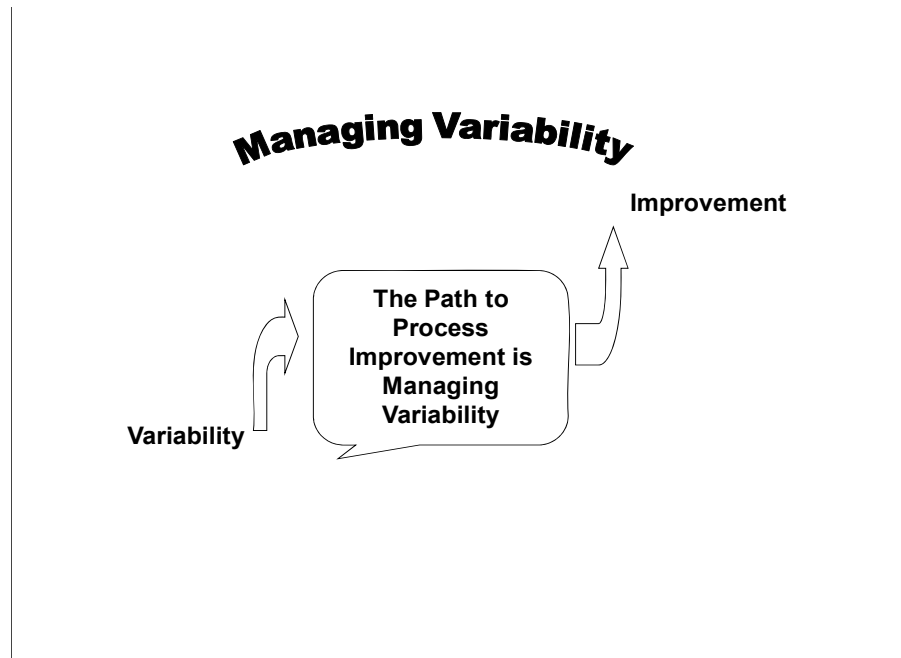 Managing Variability
Improvement
The Path to
Process
Improvement is
Managing
Variability
Variability